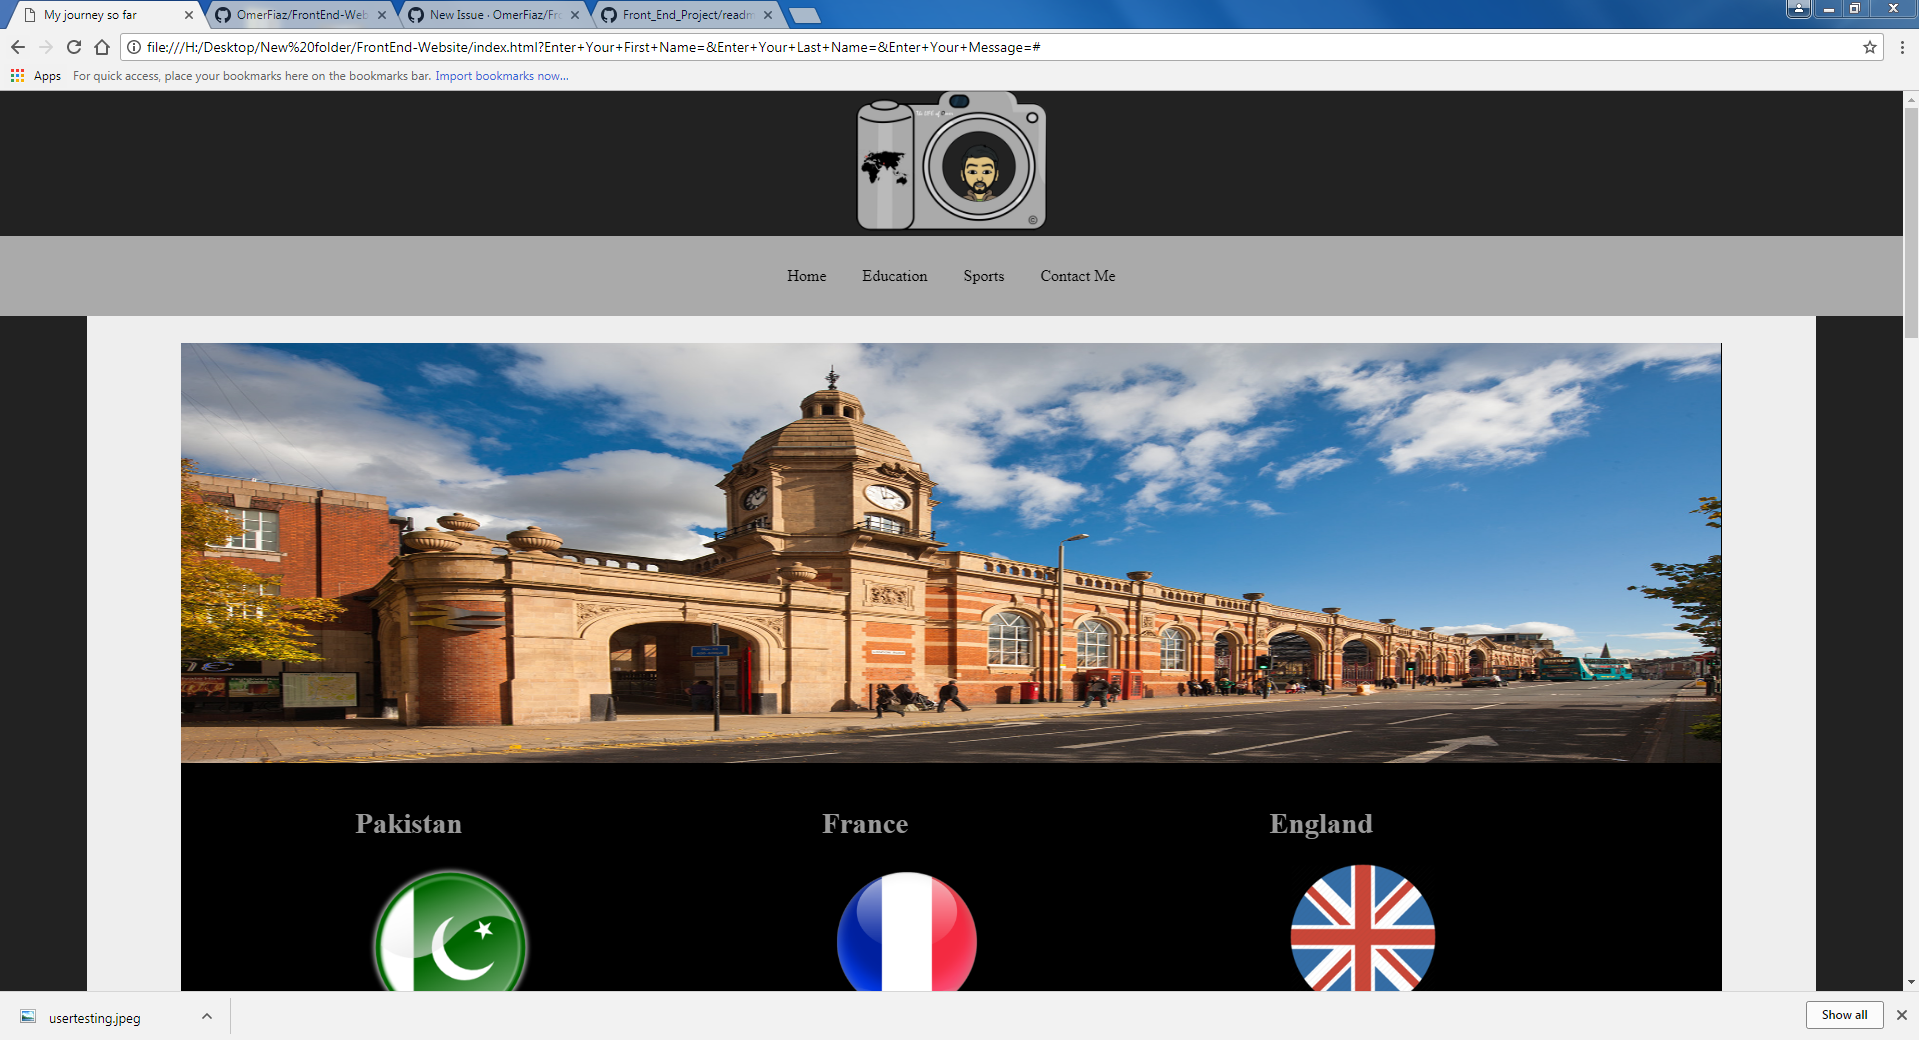 My journey so far
OmerFiaz/FrontEnd-Web
New Issue · OmerFiaz/Fr
Front_End_Project/readm
file:///H:/Desktop/New%20folder/FrontEnd-Website/index.html?Enter+Your+First+Name=&Enter+Your+Last+Name=&Enter+Your+Message=#
Apps For quick access, place your bookmarks here on the bookmarks bar. Import bookmarks now...
©
Home Education Sports Contact Me
Pakistan France England
usertesting.jpeg
Show all